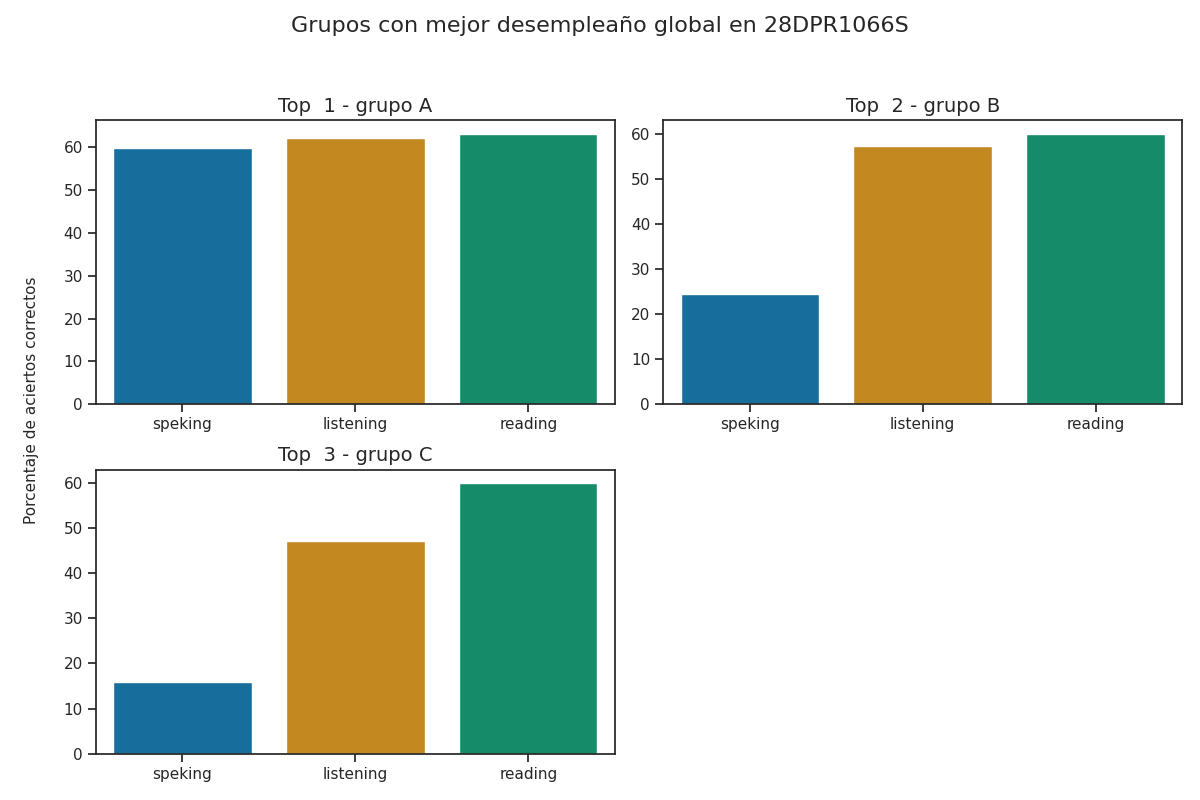 Grupos con mejor desempleaño global en 28DPR1066S
Porcentaje de aciertos correctos
Top  1 - grupo A
60
50
40
30
20
10
0
speking listening reading
Top  2 - grupo B
60
50
40
30
20
10
0
speking listening reading
Top  3 - grupo C
60
50
40
30
20
10
0
speking listening reading